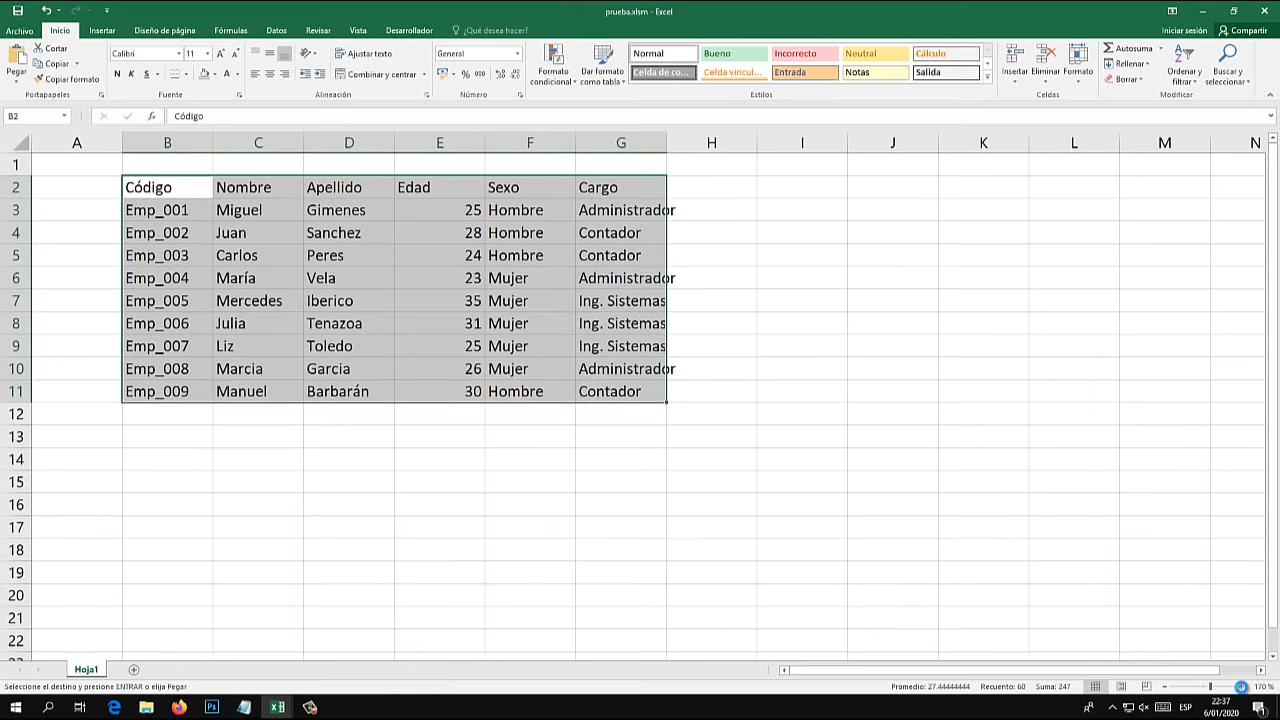 prueba.xlsm - Excel
Archivo Inicio Insertar Diseño de página Fórmulas Datos Revisar Vista Desarrollador ¿Qué desea hacer? Iniciar sesión Compartir
Pegar
Cortar
Copiar
Copiar formato
Portapapeles
Calibri 11
N K S
Fuente
Ajustar texto
Combinar y centrar
Alineación
General
% 000
Número
Formato condicional
Dar formato como tabla
Normal Bueno Incorrecto Neutral Cálculo
Celda de co... Celda vincul... Entrada Notas Salida
Estilos
Insertar Eliminar Formato
Celdas
Autosuma
Rellenar
Borrar
Ordenar y filtrar
Buscar y seleccionar
Modificar
B2 fx Código
A B C D E F G H I J K L M N
1
2 Código Nombre Apellido Edad Sexo Cargo
3 Emp_001 Miguel Gimenes 25 Hombre Administrador
4 Emp_002 Juan Sanchez 28 Hombre Contador
5 Emp_003 Carlos Peres 24 Hombre Contador
6 Emp_004 María Vela 23 Mujer Administrador
7 Emp_005 Mercedes Iberico 35 Mujer Ing. Sistemas
8 Emp_006 Julia Tenazoa 31 Mujer Ing. Sistemas
9 Emp_007 Liz Toledo 25 Mujer Ing. Sistemas
10 Emp_008 Marcia Garcia 26 Mujer Administrador
11 Emp_009 Manuel Barbarán 30 Hombre Contador
12
13
14
15
16
17
18
19
20
21
22
Hoja1
Seleccione el destino y presione ENTRAR o elija Pegar Promedio: 27.44444444 Recuento: 60 Suma: 247 170 %
Ps ESP 22:37
6/01/2020